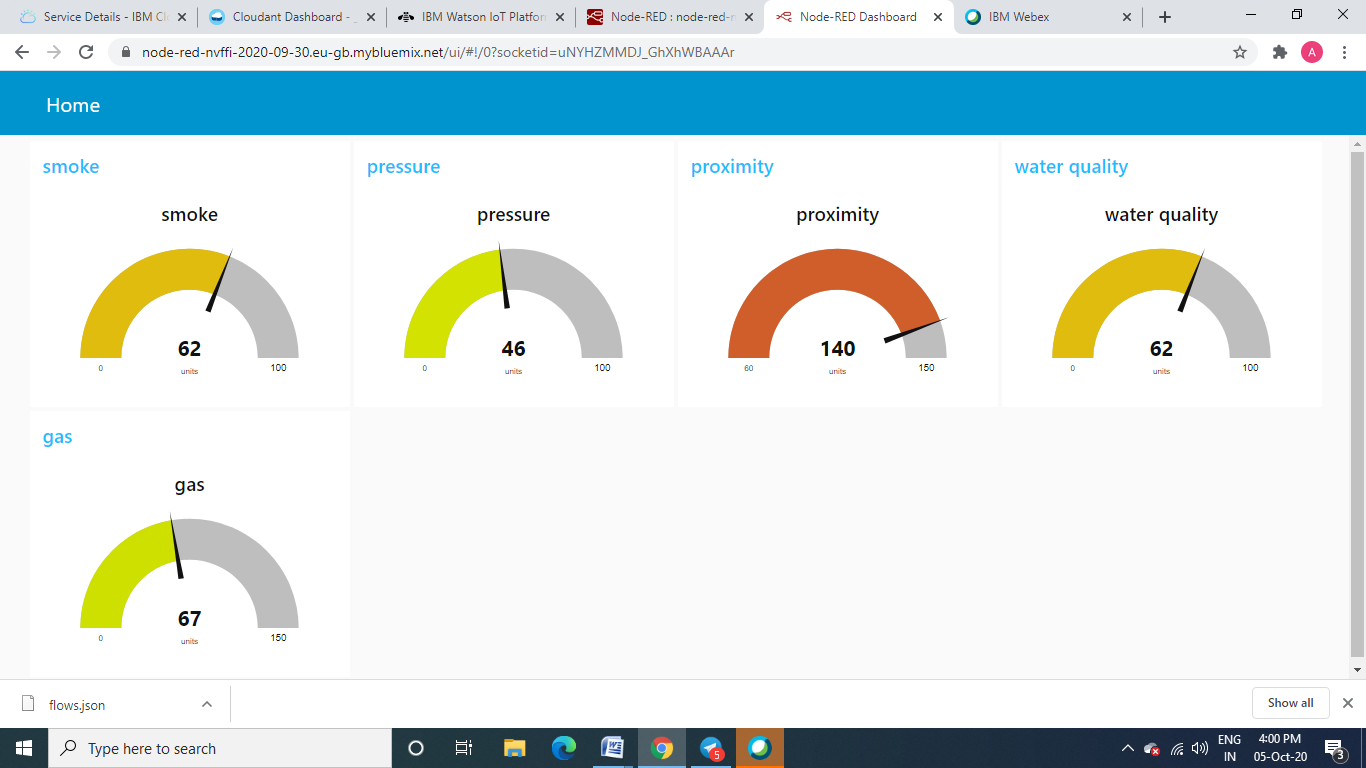 Service Details - IBM Cl
Cloudant Dashboard -
IBM Watson IoT Platfor
Node-RED : node-red-n
Node-RED Dashboard
IBM Webex
node-red-nvffi-2020-09-30.eu-gb.mybluemix.net/ui/#!/0?socketid=uNYHZMMDJ_GhXhWBAAAr
A
Home
smoke
smoke
62
0
units
100
pressure
pressure
46
0
units
100
proximity
proximity
140
60
units
150
water quality
water quality
62
0
units
100
gas
gas
67
0
units
150
flows.json
Show all
Type here to search
5
ENG
IN
4:00 PM
05-Oct-20
3